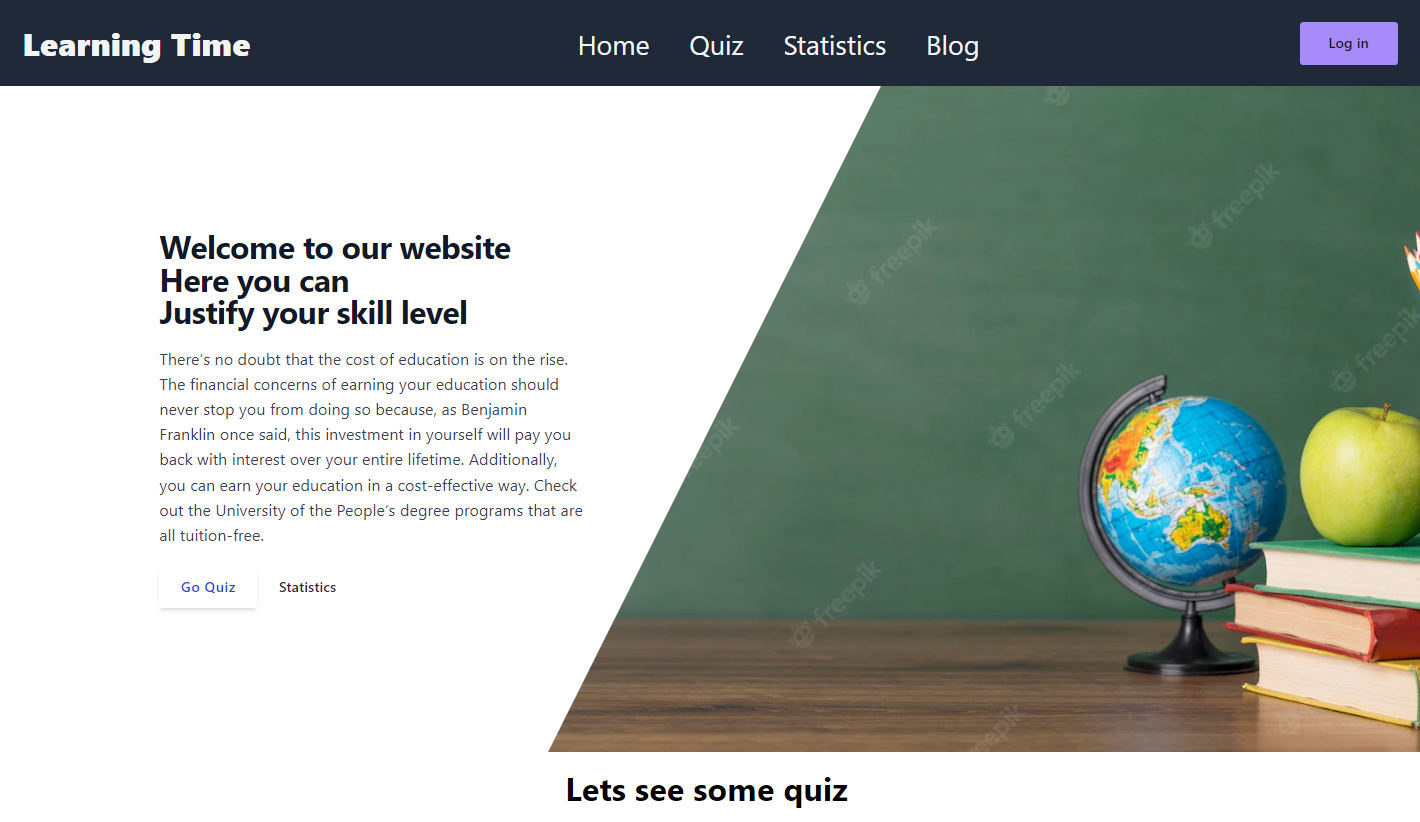 Learning Time
Home Quiz Statistics Blog
Log in
Welcome to our website
Here you can
Justify your skill level
There's no doubt that the cost of education is on the rise.
The financial concerns of earning your education should
never stop you from doing so because, as Benjamin
Franklin once said, this investment in yourself will pay you
back with interest over your entire lifetime. Additionally,
you can earn your education in a cost-effective way. Check
out the University of the People's degree programs that are
all tuition-free.
Go Quiz Statistics
freepik
freepik
freepik
freepik
freepik
freepik
freepik
Lets see some quiz